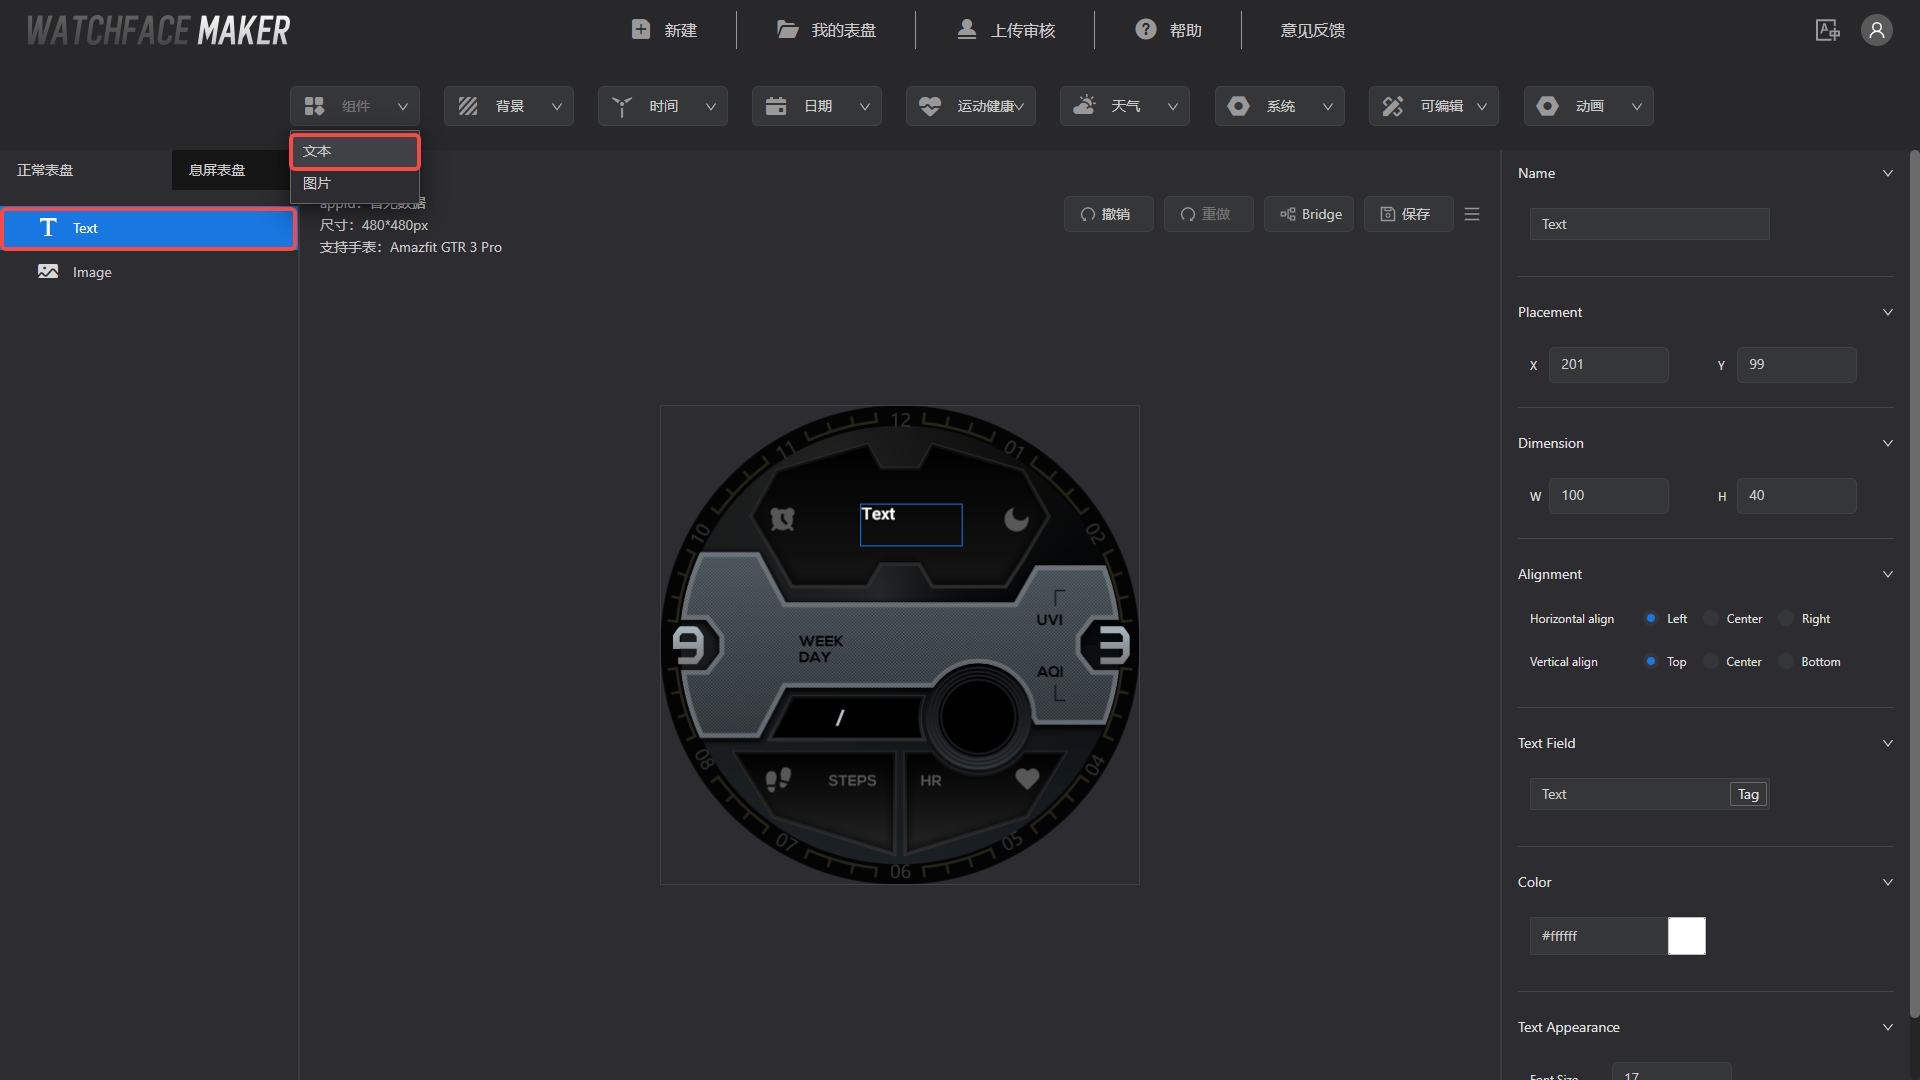 WATCHFACE MAKER
新建
我的表盘
上传审核
帮助
意见反馈
组件
背景
时间
日期
运动健康
天气
系统
可编辑
动画
文本
图片
正常表盘
息屏表盘
Text
Image
尺寸：480*480px
支持手表：Amazfit GTR 3 Pro
撤销
重做
Bridge
保存
12
11
01
10
02
Text
UVI
9
WEEK
DAY
3
AQI
/
08
04
STEPS
HR
07
05
06
Name
Text
Placement
X 201
Y 99
Dimension
W 100
H 40
Alignment
Horizontal align Left Center Right
Vertical align Top Center Bottom
Text Field
Text Tag
Color
#ffffff
Text Appearance
Font Size 17